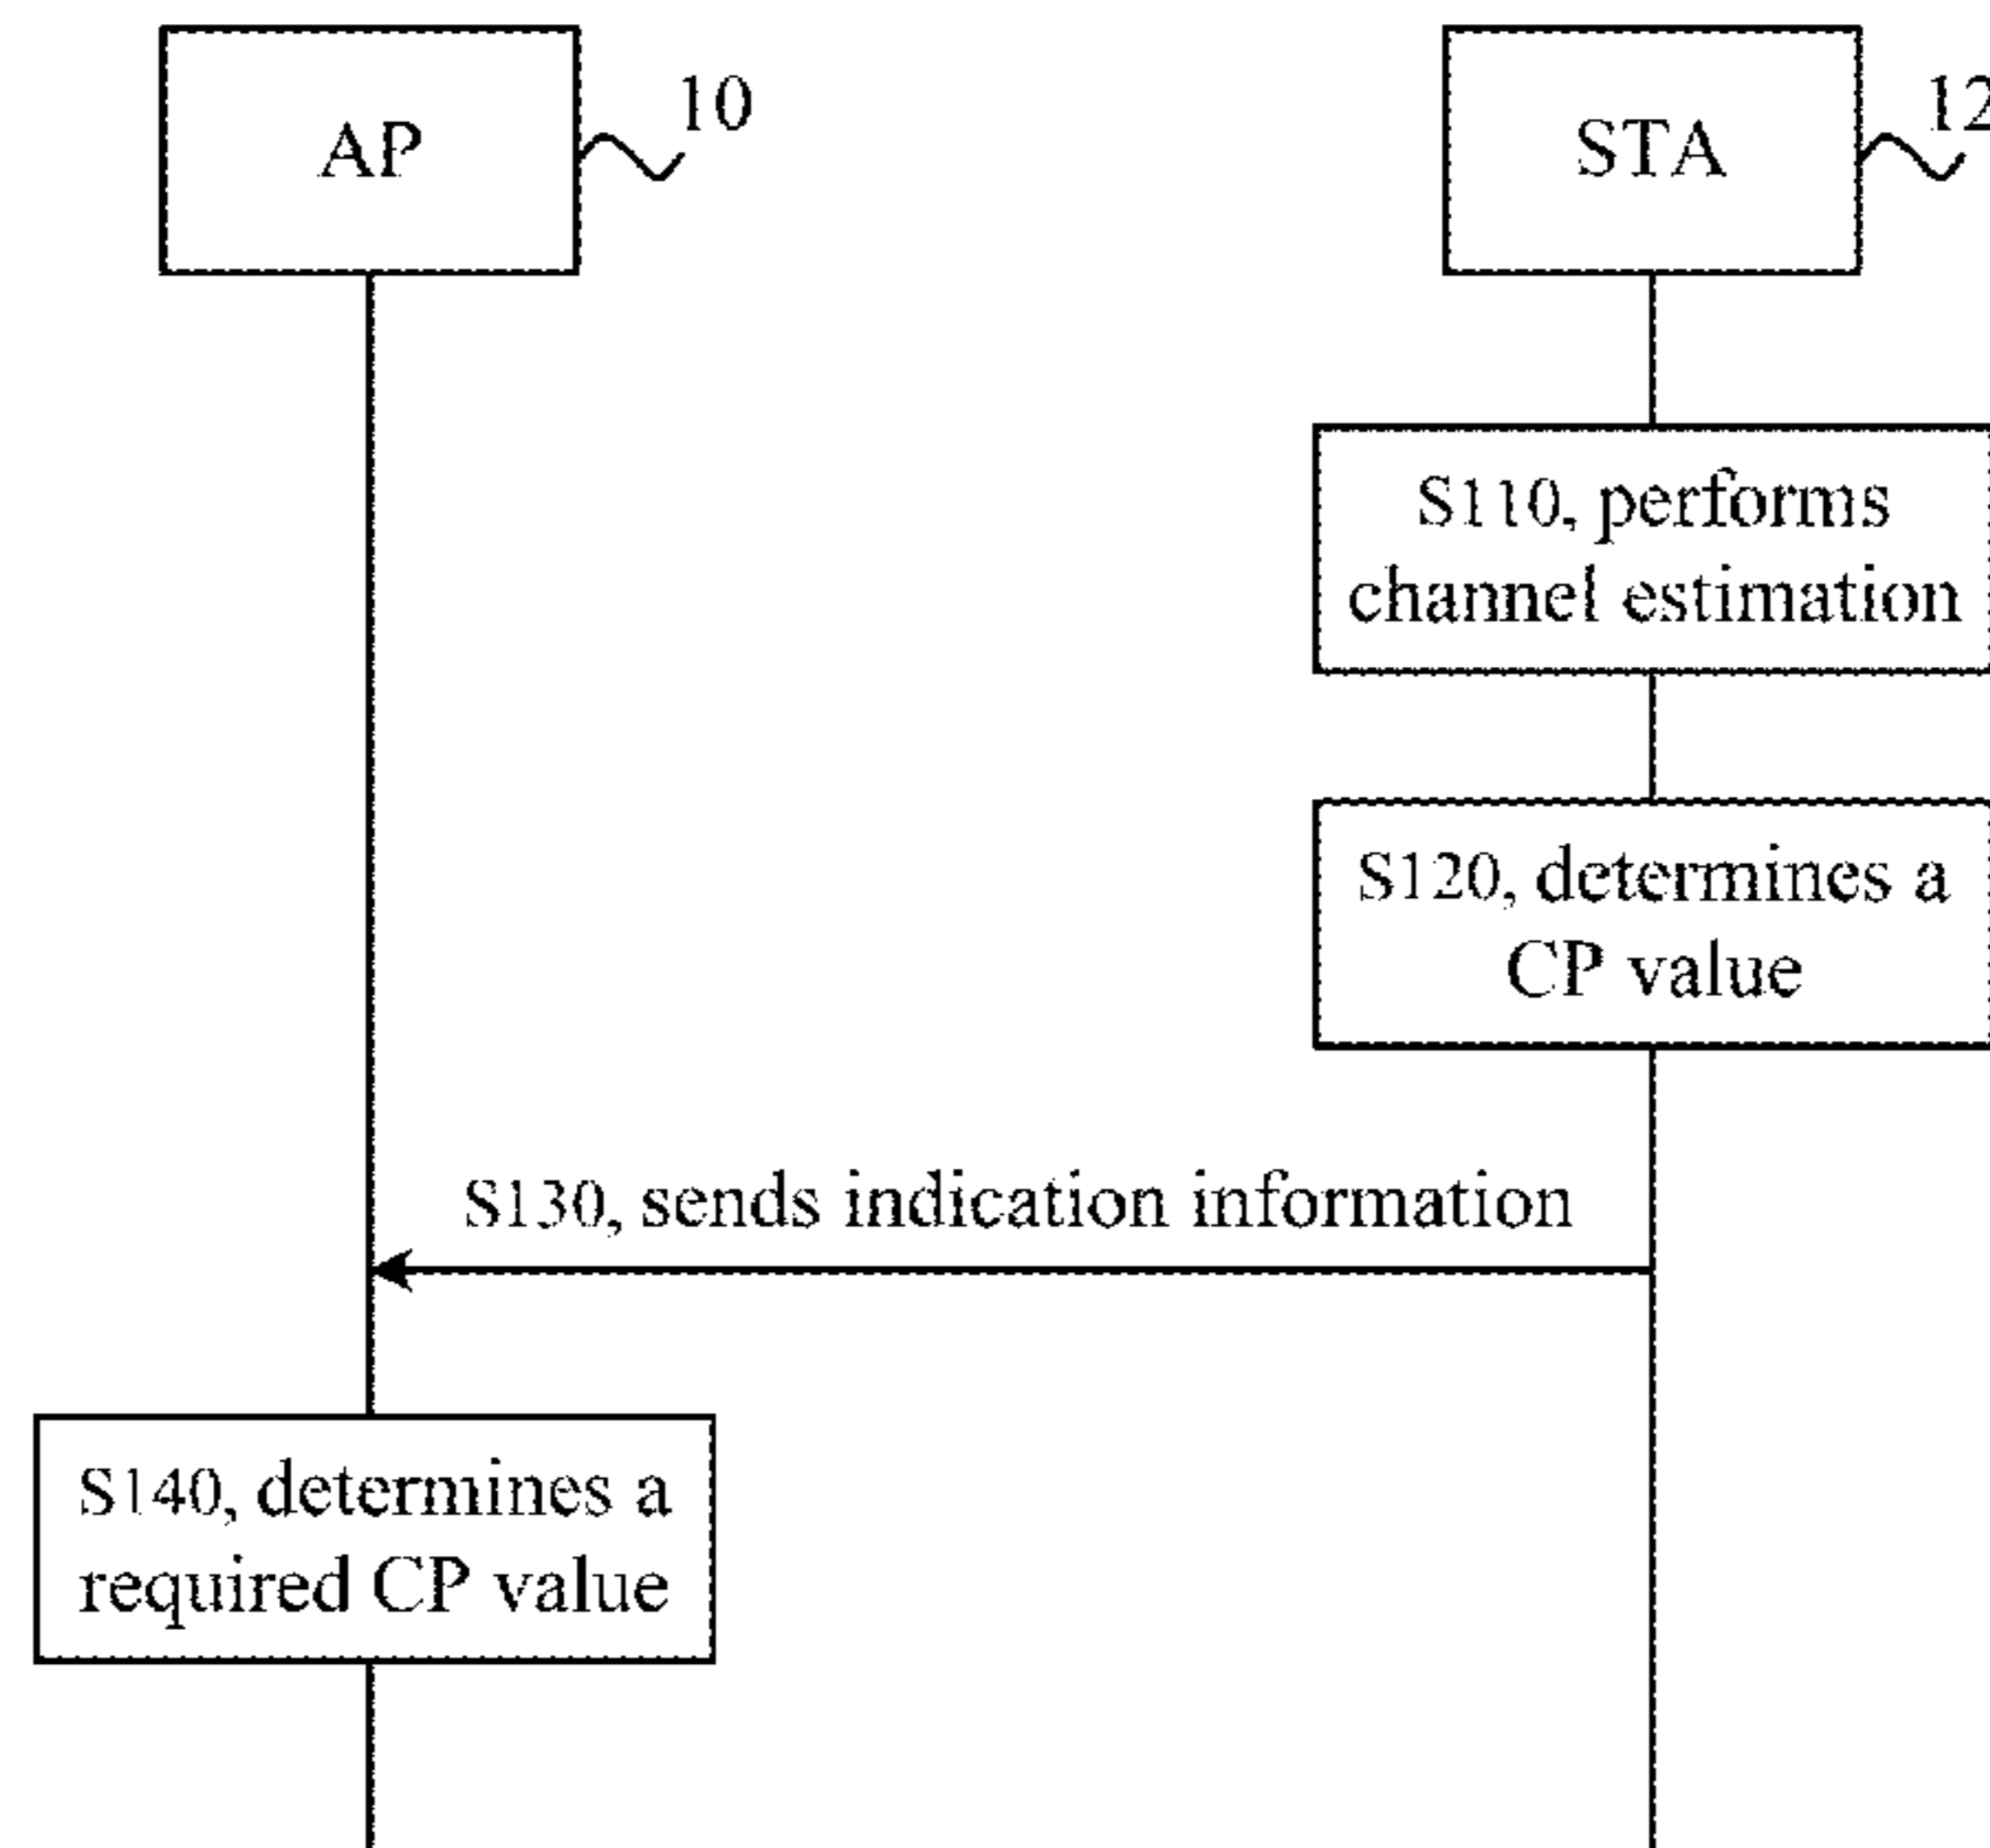 AP
10
STA
12
S110, performs
channel estimation
S120, determines a
CP value
S130, sends indication information
S140, determines a
required CP value